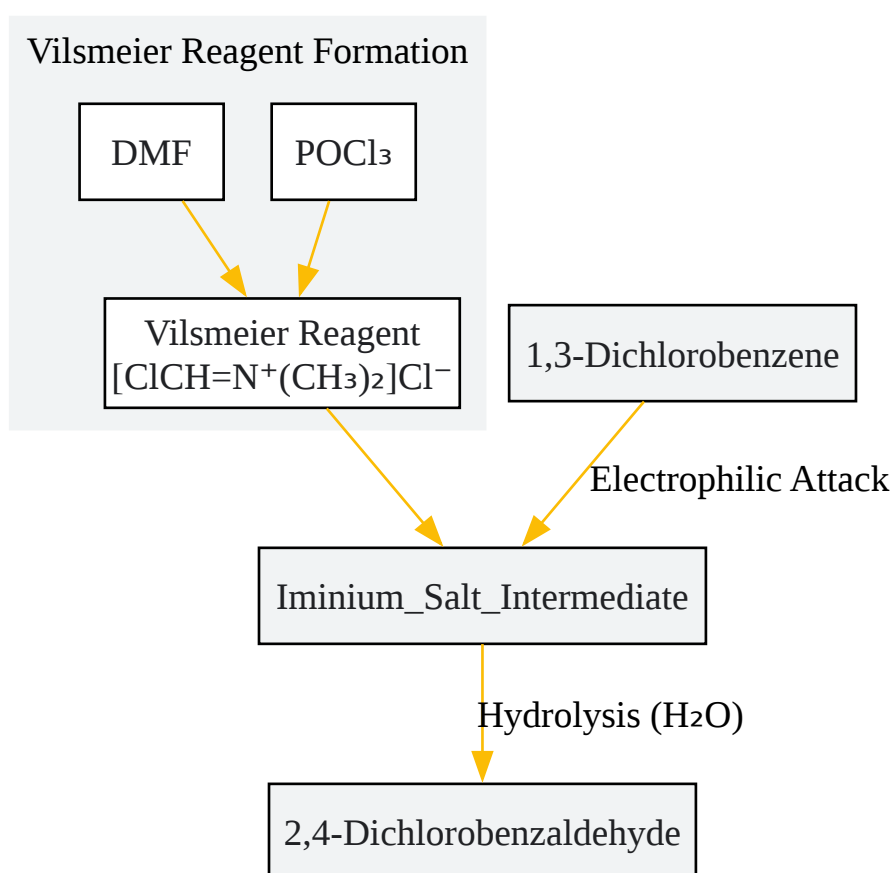 Vilsmeier Reagent Formation
DMF
POCl₃
Vilsmeier Reagent
[ClCH=N⁺(CH₃)₂]Cl⁻
1,3-Dichlorobenzene
Electrophilic Attack
Iminium_Salt_Intermediate
Hydrolysis (H₂O)
2,4-Dichlorobenzaldehyde